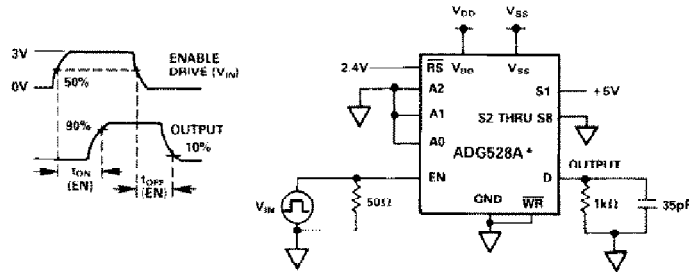 3V
0V
50%
ENABLE
DRIVE (VIN)
90%
OUTPUT
10%
tON
(EN)
tOFF
(EN)
VDD
VSS
2.4V
RS
VDD
VSS
A2
A1
A0
S1
+5V
S2 THRU S8
ADG528A*
EN
D
OUTPUT
GND
WR
VIN
50Ω
1kΩ
35pF